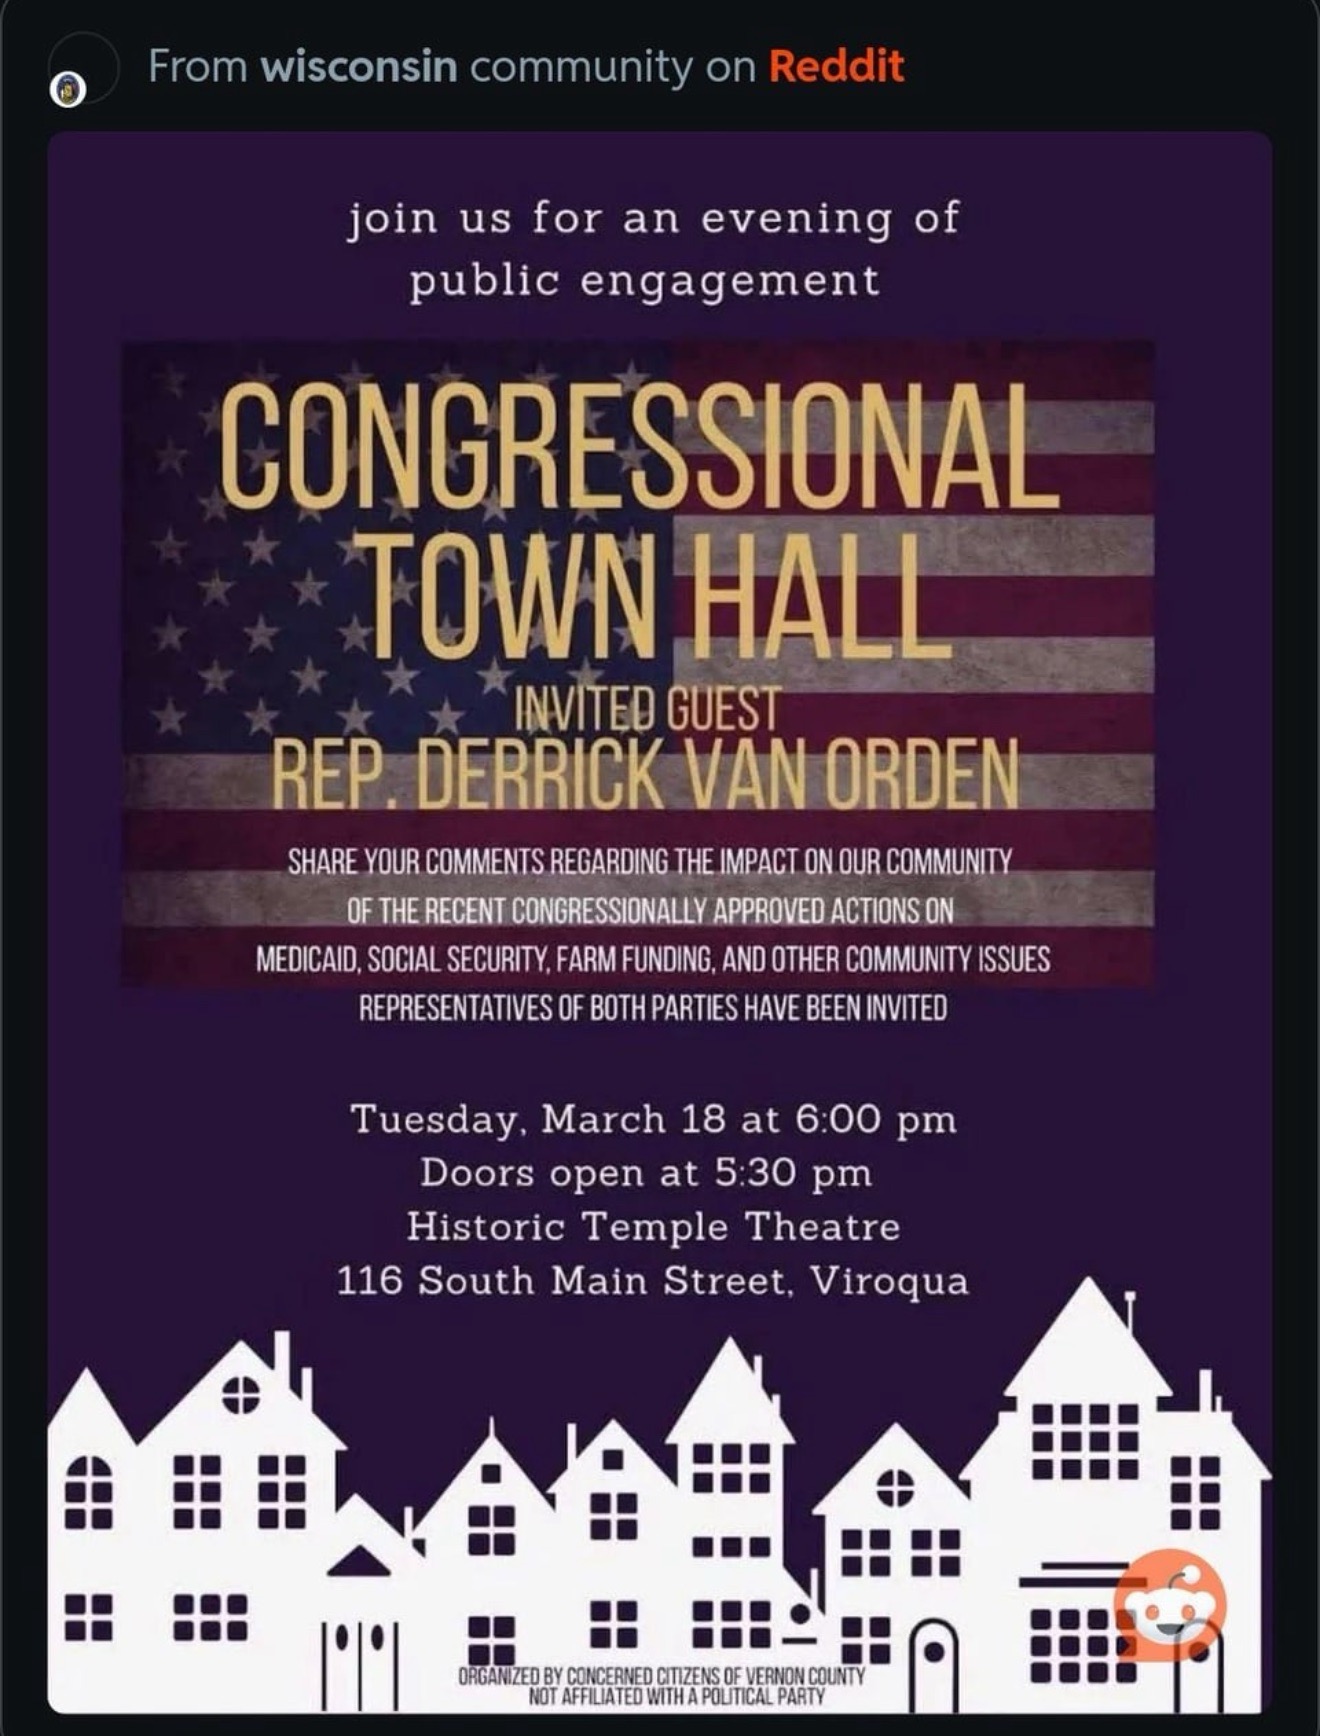 From wisconsin community on Reddit
join us for an evening of
public engagement
CONGRESSIONAL
TOWN HALL
INVITED GUEST
REP. DERRICK VAN ORDEN
SHARE YOUR COMMENTS REGARDING THE IMPACT ON OUR COMMUNITY
OF THE RECENT CONGRESSIONALLY APPROVED ACTIONS ON
MEDICAID, SOCIAL SECURITY, FARM FUNDING, AND OTHER COMMUNITY ISSUES
REPRESENTATIVES OF BOTH PARTIES HAVE BEEN INVITED
Tuesday, March 18 at 6:00 pm
Doors open at 5:30 pm
Historic Temple Theatre
116 South Main Street, Viroqua
ORGANIZED BY CONCERNED CITIZENS OF VERNON COUNTY
NOT AFFILIATED WITH A POLITICAL PARTY